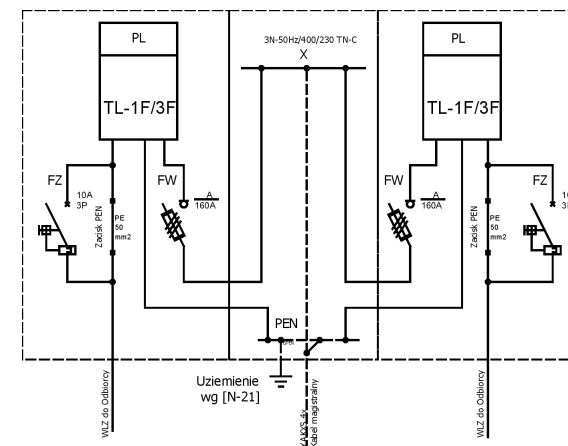 PL
TL-1F/3F
FZ
10A
3P
Zacisk PEN
PE
50
mm2
FW
A
160A
WLZ do Odbiorcy
3N-50Hz/400/230 TN-C
X
PEN
Uziemienie
wg [N-21]
YAKXS 4x
Kabel magistralny
PL
TL-1F/3F
FW
A
160A
Zacisk PEN
PE
50
mm2
FZ
WLZ do Odbiorcy